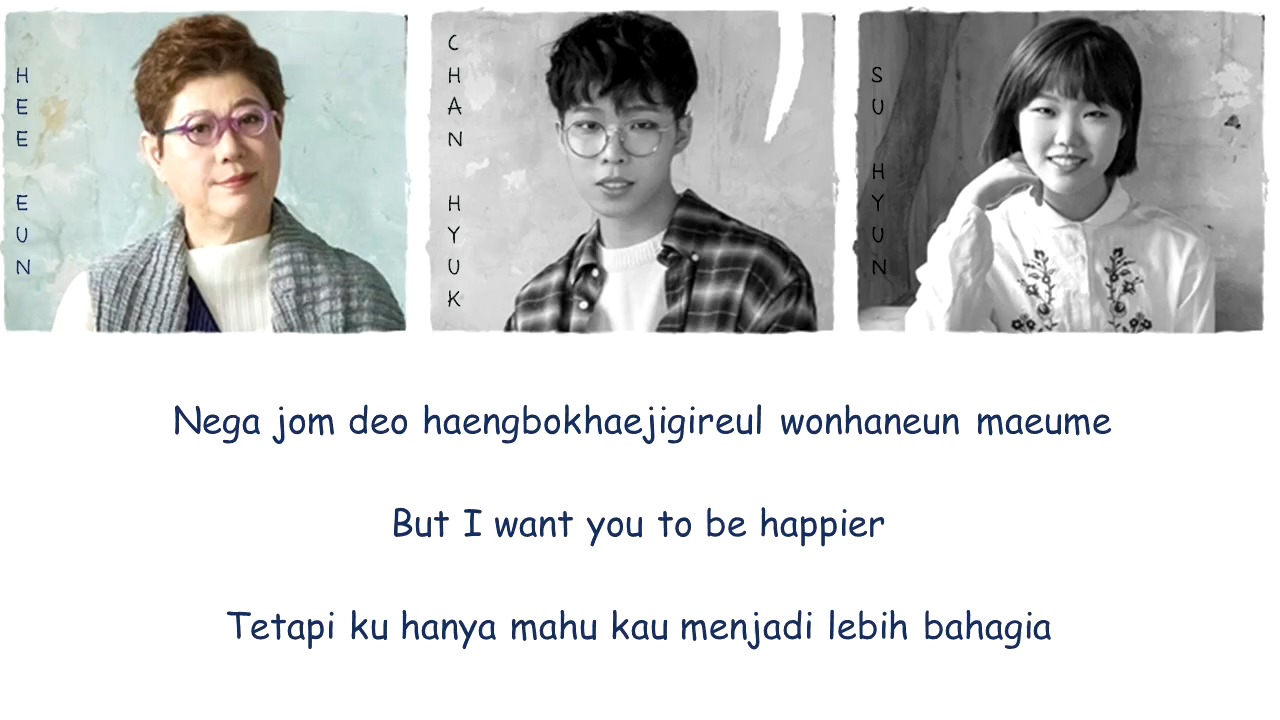 HEE EUN
CHAN HYUK
SU HYUN
Nega jom deo haengbokhaejigireul wonhaneun maeume
But I want you to be happier
Tetapi ku hanya mahu kau menjadi lebih bahagia